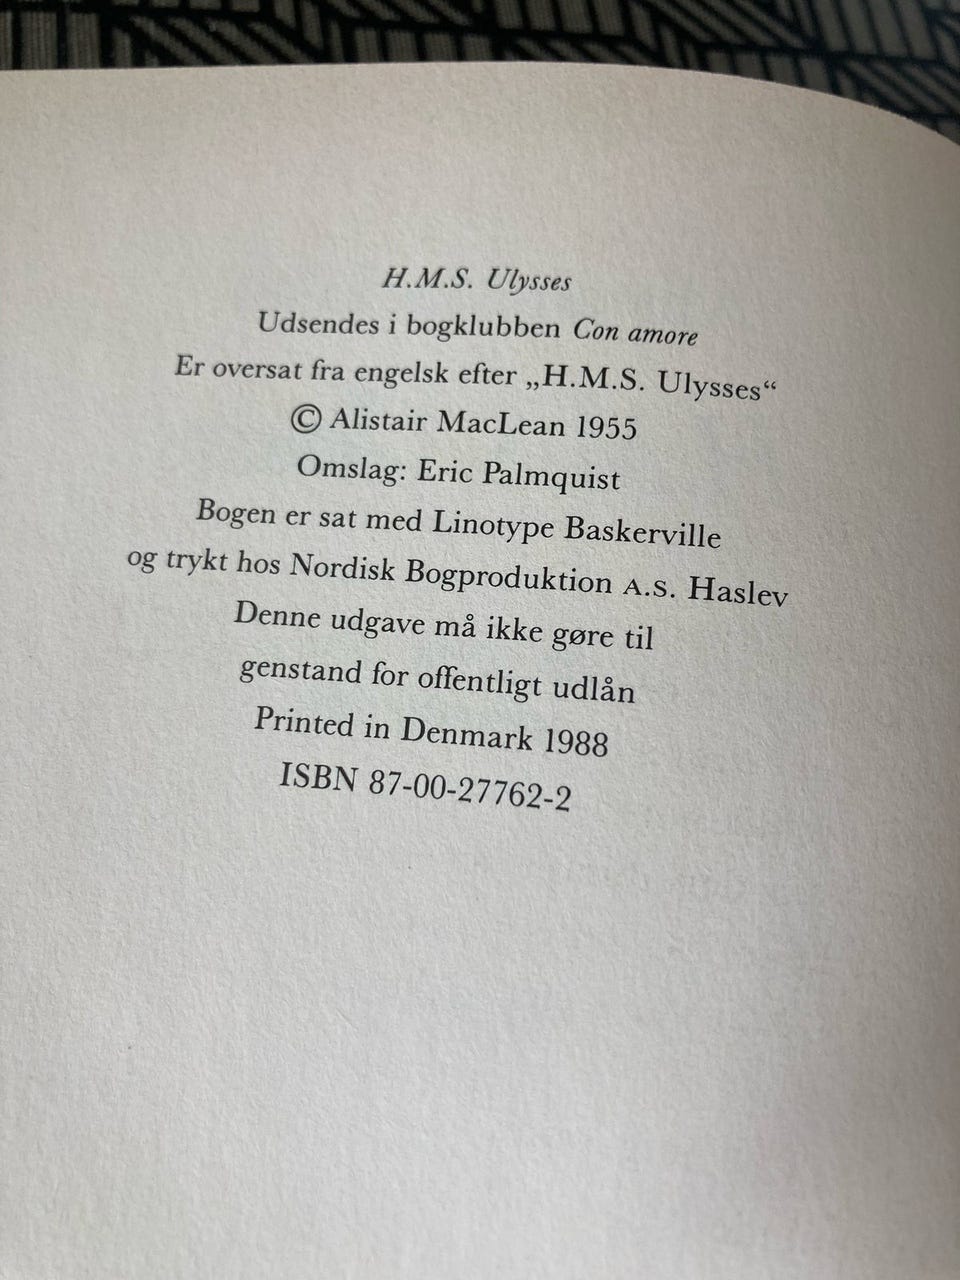 H.M.S. Ulysses
Udsendes i bogklubben Con amore
Er oversat fra engelsk efter „H.M.S. Ulysses“
© Alistair MacLean 1955
Omslag: Eric Palmquist
Bogen er sat med Linotype Baskerville
og trykt hos Nordisk Bogproduktion A.S. Haslev
Denne udgave må ikke gøre til
genstand for offentligt udlån
Printed in Denmark 1988
ISBN 87-00-27762-2